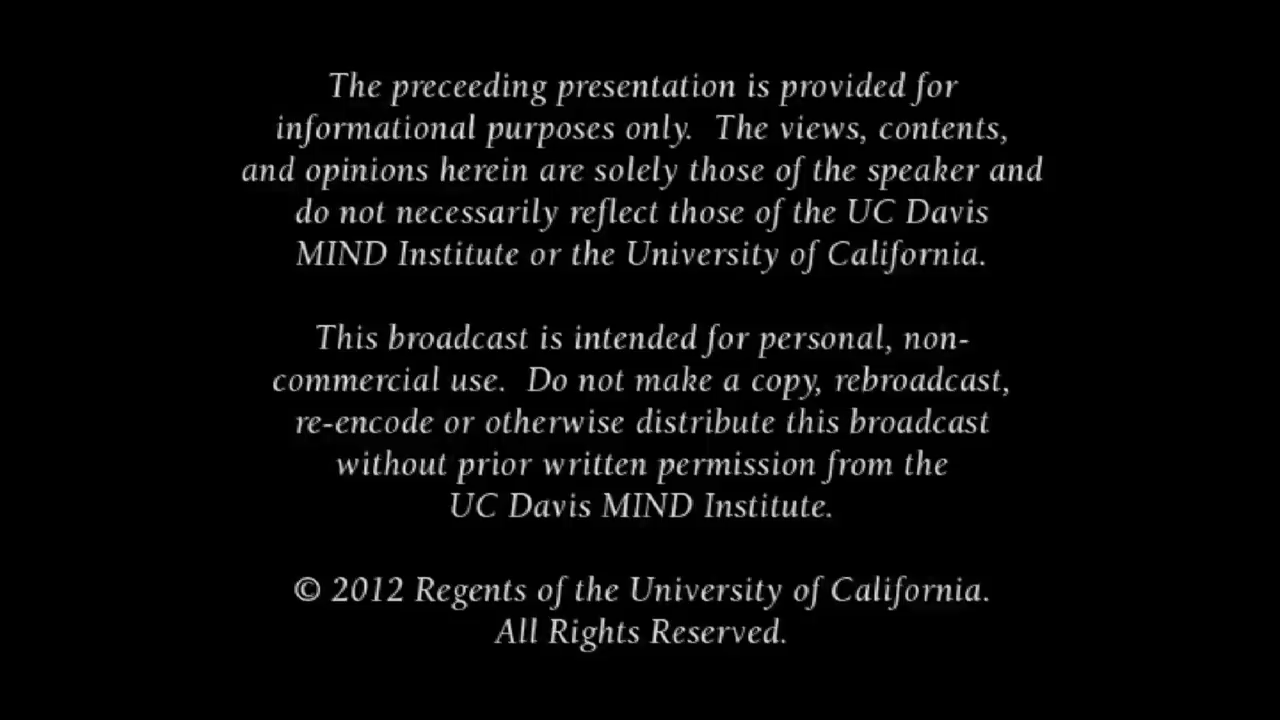 The preceeding presentation is provided for
informational purposes only.  The views, contents,
and opinions herein are solely those of the speaker and
do not necessarily reflect those of the UC Davis
MIND Institute or the University of California.
This broadcast is intended for personal, non-
commercial use.  Do not make a copy, rebroadcast,
re-encode or otherwise distribute this broadcast
without prior written permission from the
UC Davis MIND Institute.
© 2012 Regents of the University of California.
All Rights Reserved.